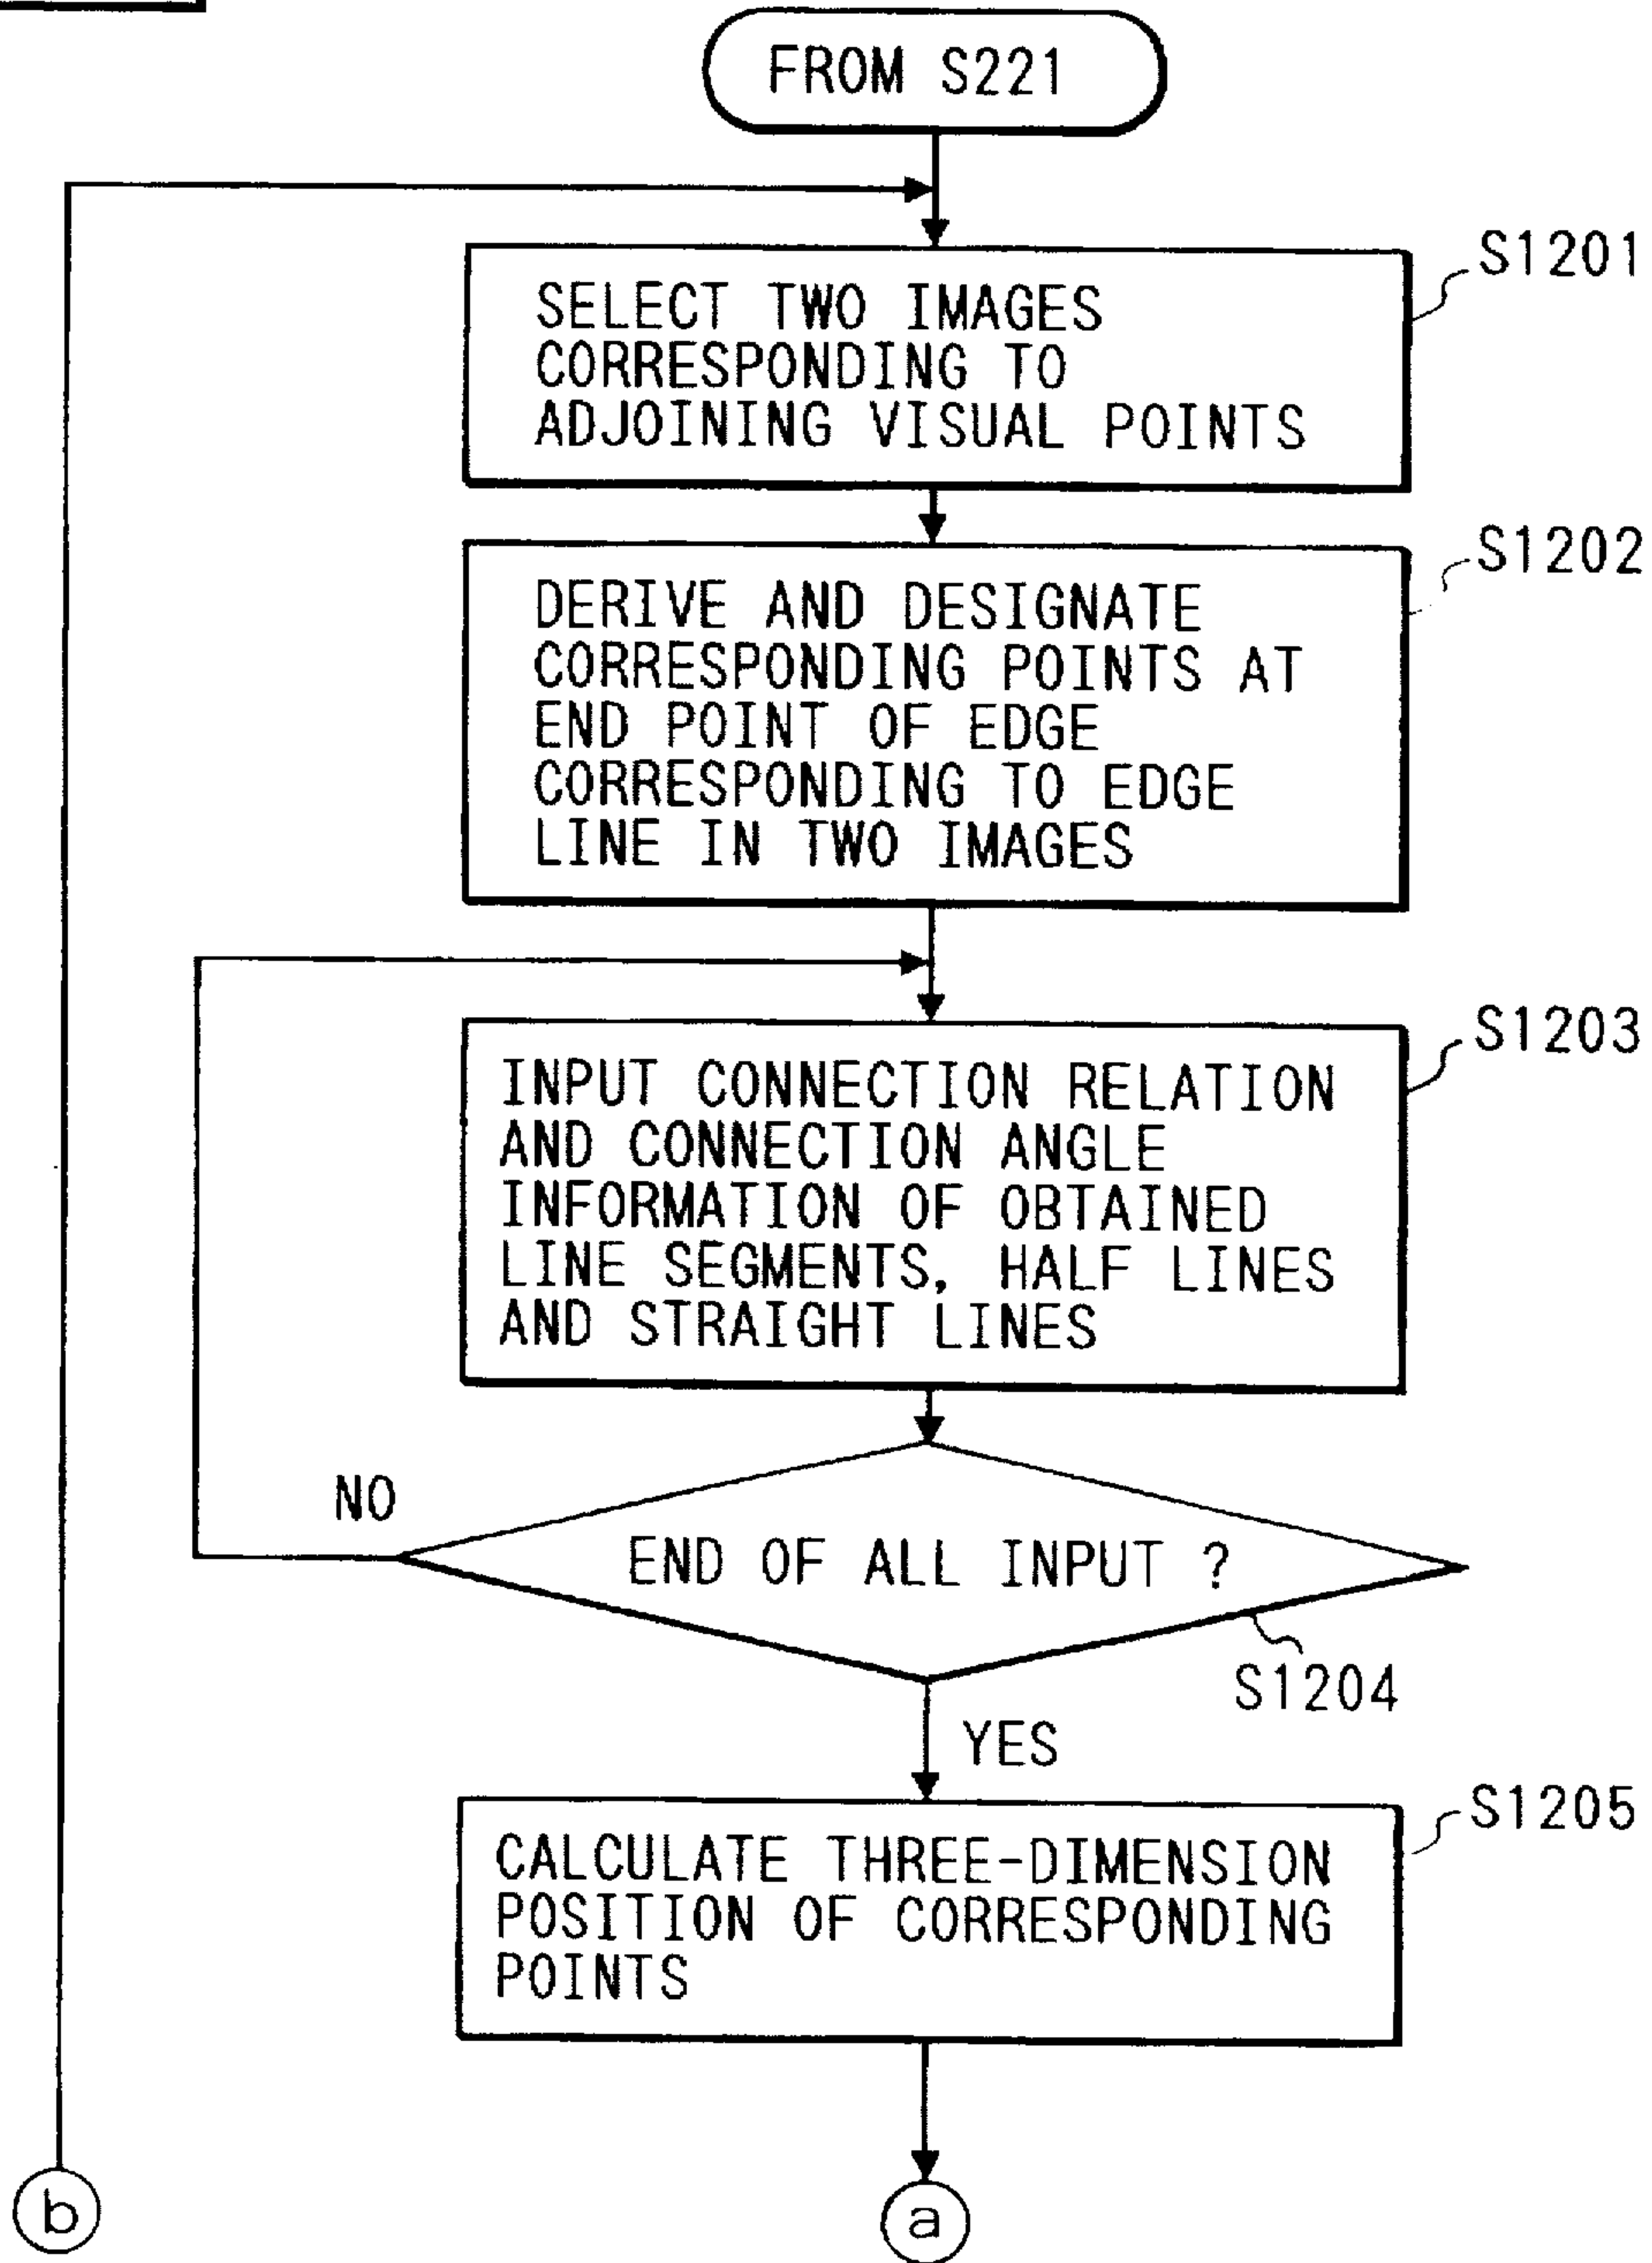 FROM S221
S1201
SELECT TWO IMAGES
CORRESPONDING TO
ADJOINING VISUAL POINTS
S1202
DERIVE AND DESIGNATE
CORRESPONDING POINTS AT
END POINT OF EDGE
CORRESPONDING TO EDGE
LINE IN TWO IMAGES
S1203
INPUT CONNECTION RELATION
AND CONNECTION ANGLE
INFORMATION OF OBTAINED
LINE SEGMENTS, HALF LINES
AND STRAIGHT LINES
NO
END OF ALL INPUT ?
S1204
YES
S1205
CALCULATE THREE-DIMENSION
POSITION OF CORRESPONDING
POINTS
b
a